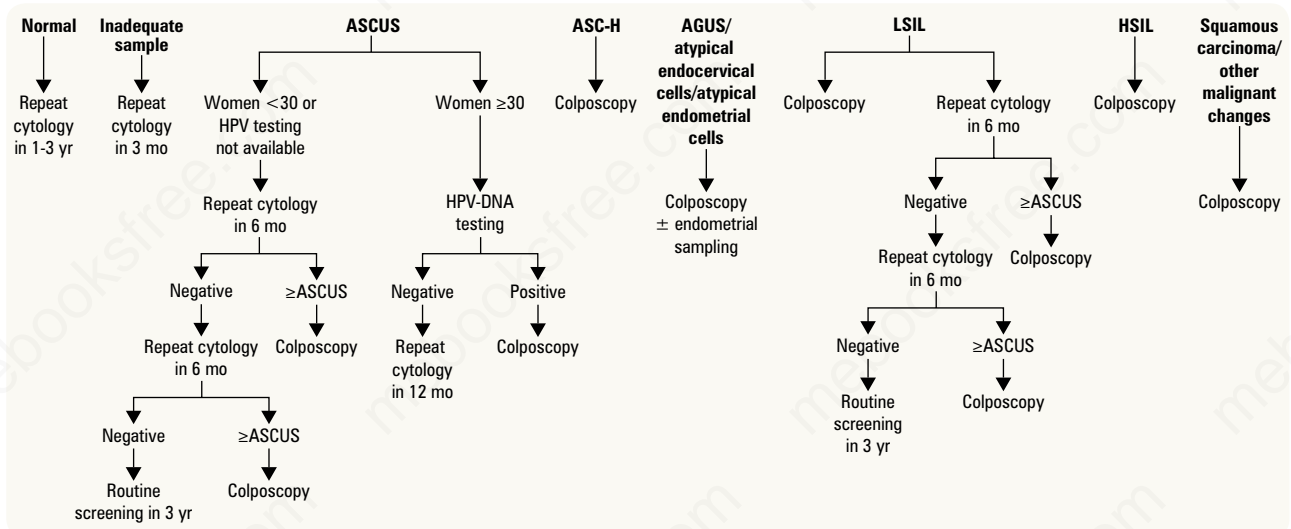 Normal
Repeat
cytology
in 1-3 yr
Inadequate
sample
Repeat
cytology
in 3 mo
ASCUS
Women <30 or
HPV testing
not available
Repeat cytology
in 6 mo
Negative
≥ASCUS
Repeat cytology
in 6 mo
Colposcopy
Negative
≥ASCUS
Routine
screening in 3 yr
Colposcopy
Women ≥30
HPV-DNA
testing
Negative
Positive
Repeat
cytology
in 12 mo
Colposcopy
ASC-H
Colposcopy
AGUS/
atypical
endocervical
cells/atypical
endometrial
cells
Colposcopy
± endometrial
sampling
LSIL
Colposcopy
Repeat cytology
in 6 mo
Negative
≥ASCUS
Repeat cytology
in 6 mo
Colposcopy
Negative
≥ASCUS
Routine
screening
in 3 yr
Colposcopy
HSIL
Colposcopy
Squamous
carcinoma/
other
malignant
changes
Colposcopy
mebooksfree.com